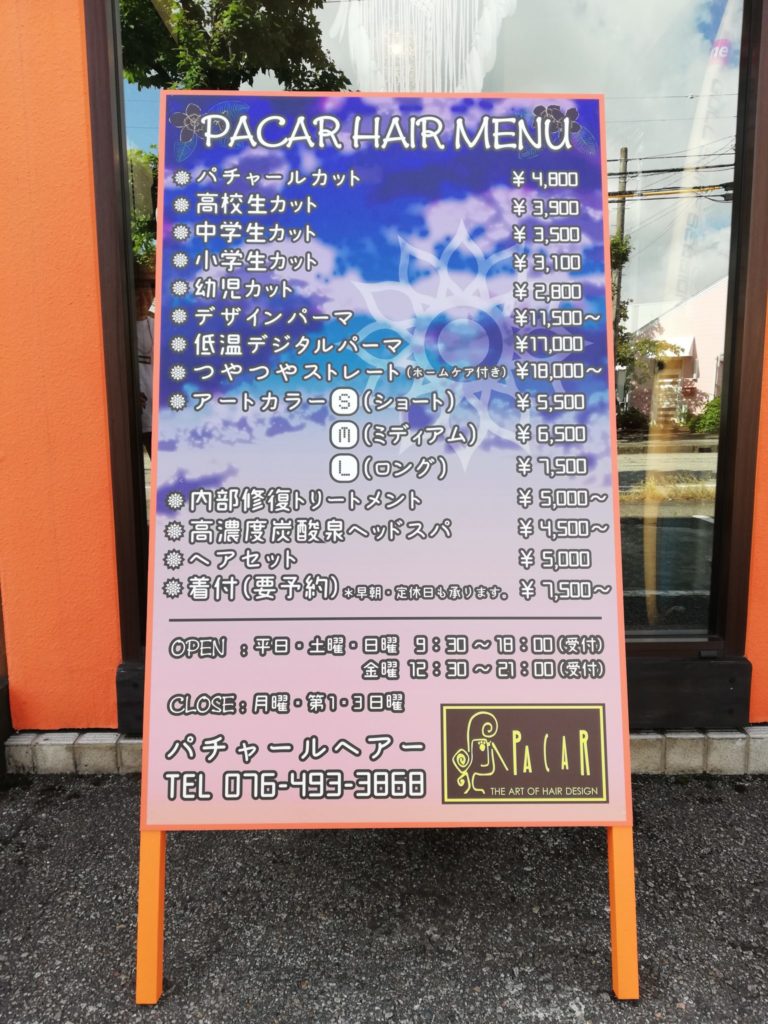 PACAR HAIR MENU
パチャールカット ¥4,800
高校生カット ¥3,900
中学生カット ¥3,500
小学生カット ¥3,100
幼児カット ¥2,800
デザインパーマ ¥11,500～
低温デジタルパーマ ¥17,000
つやつやストレート(ホームケア付き) ¥18,000～
アートカラー S (ショート) ¥5,500
M (ミディアム) ¥6,500
L (ロング) ¥7,500
内部修復トリートメント ¥5,000～
高濃度炭酸泉ヘッドスパ ¥4,500～
ヘアセット ¥5,000
着付(要予約) *早朝・定休日も承ります。 ¥7,500～
OPEN : 平日・土曜・日曜 9：30～18：00(受付)
金曜 12：30～21：00(受付)
CLOSE : 月曜・第1・3日曜
パチャールヘアー
TEL 076-493-3868
PACAR
THE ART OF HAIR DESIGN